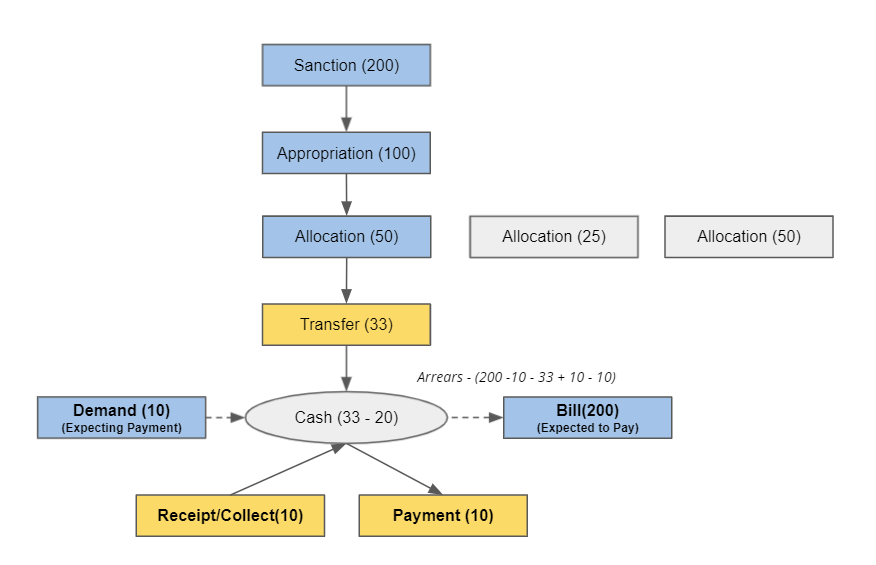 Sanction (200)
Appropriation (100)
Allocation (50)
Allocation (25)
Allocation (50)
Transfer (33)
Arrears - (200 -10 - 33 + 10 - 10)
Demand (10)
(Expecting Payment)
Cash (33 - 20)
Bill(200)
(Expected to Pay)
Receipt/Collect(10)
Payment (10)